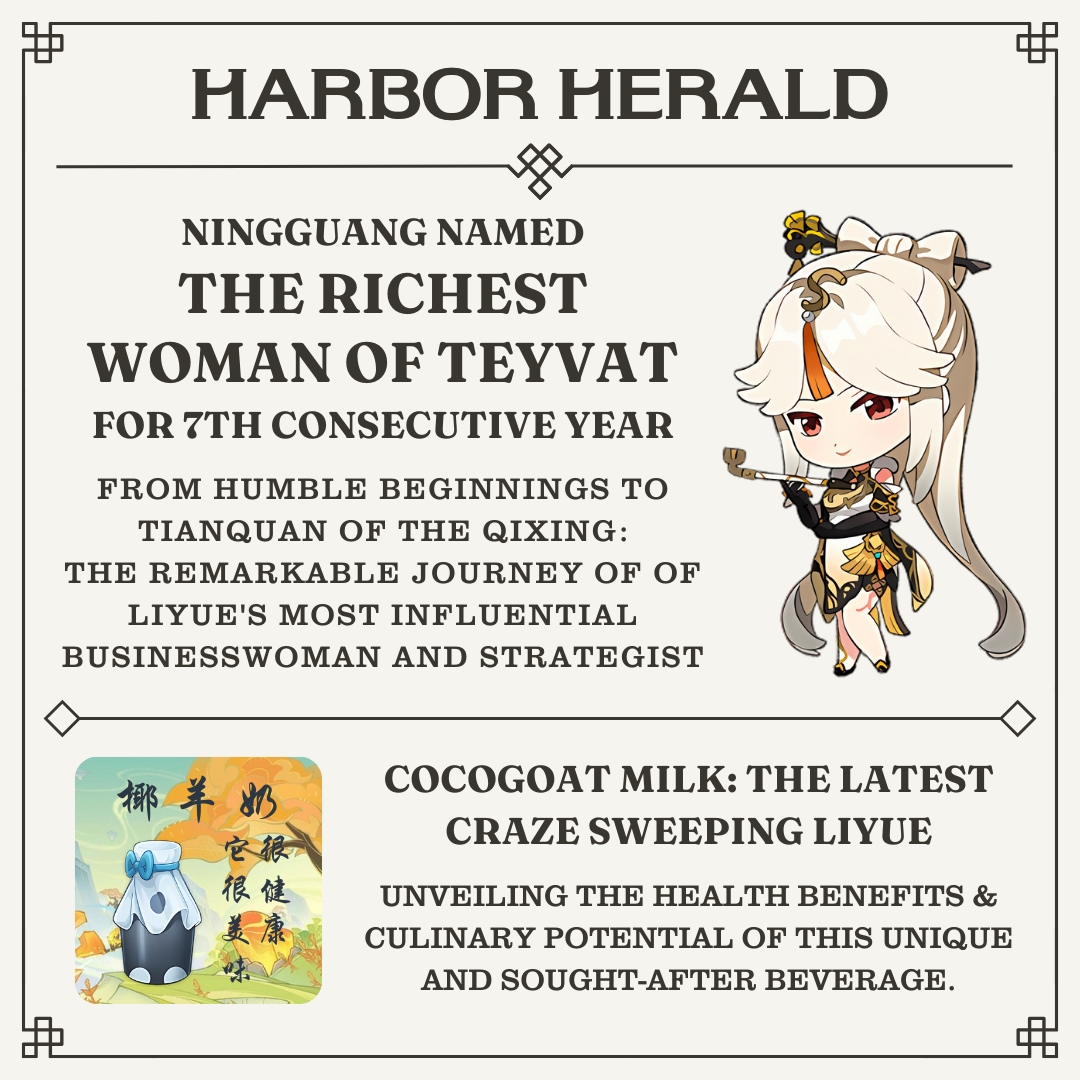 HARBOR HERALD
NINGGUANG NAMED
THE RICHEST
WOMAN OF TEYVAT
FOR 7TH CONSECUTIVE YEAR
FROM HUMBLE BEGINNINGS TO
TIANQUAN OF THE QIXING:
THE REMARKABLE JOURNEY OF OF
LIYUE'S MOST INFLUENTIAL
BUSINESSWOMAN AND STRATEGIST
椰羊奶
很健康
它很美味
COCOGOAT MILK: THE LATEST
CRAZE SWEEPING LIYUE
UNVEILING THE HEALTH BENEFITS &
CULINARY POTENTIAL OF THIS UNIQUE
AND SOUGHT-AFTER BEVERAGE.